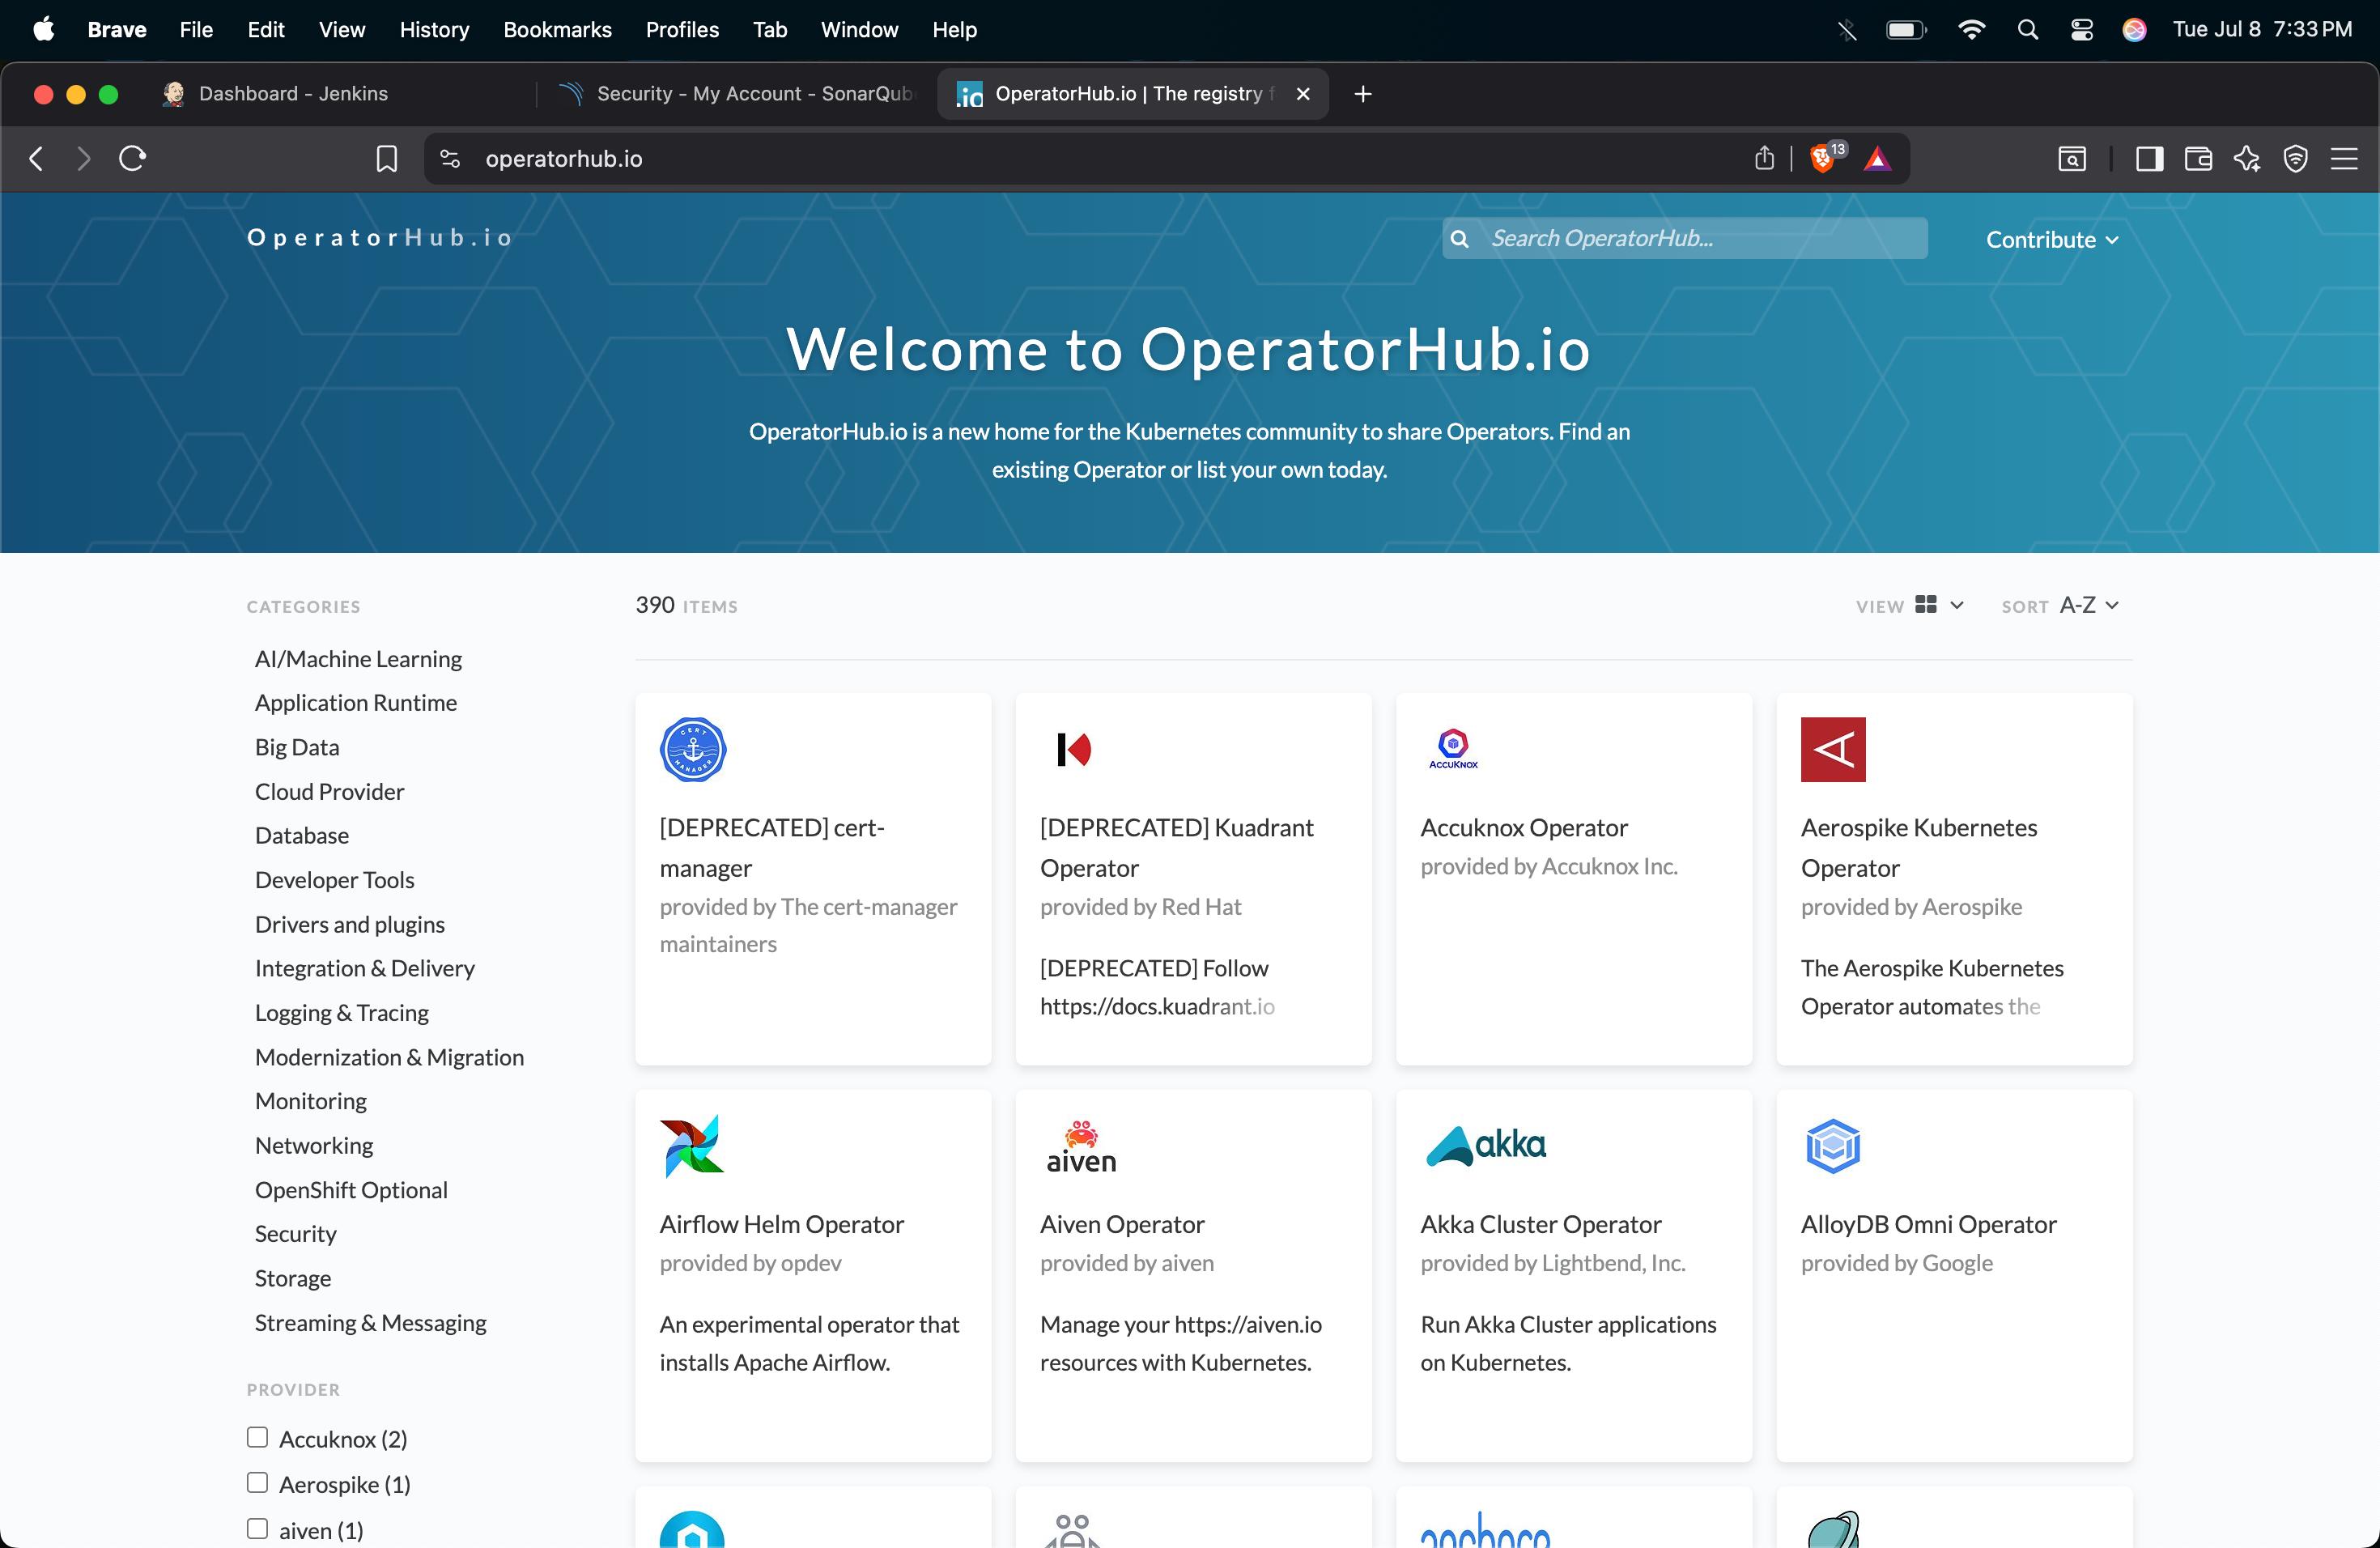 Brave File Edit View History Bookmarks Profiles Tab Window Help Tue Jul 8 7:33 PM
Dashboard - Jenkins Security - My Account - SonarQub .io OperatorHub.io | The registry f
operatorhub.io 13
OperatorHub.io Search OperatorHub... Contribute
Welcome to OperatorHub.io
OperatorHub.io is a new home for the Kubernetes community to share Operators. Find an
existing Operator or list your own today.
CATEGORIES
AI/Machine Learning
Application Runtime
Big Data
Cloud Provider
Database
Developer Tools
Drivers and plugins
Integration & Delivery
Logging & Tracing
Modernization & Migration
Monitoring
Networking
OpenShift Optional
Security
Storage
Streaming & Messaging
PROVIDER
Accuknox (2)
Aerospike (1)
aiven (1)
390 ITEMS VIEW SORT A-Z
CERT
MANAGER
[DEPRECATED] cert-
manager
provided by The cert-manager
maintainers
[DEPRECATED] Kuadrant
Operator
provided by Red Hat
[DEPRECATED] Follow
https://docs.kuadrant.io
ACCUKNOX
Accuknox Operator
provided by Accuknox Inc.
Aerospike Kubernetes
Operator
provided by Aerospike
The Aerospike Kubernetes
Operator automates the
Airflow Helm Operator
provided by opdev
An experimental operator that
installs Apache Airflow.
aiven
Aiven Operator
provided by aiven
Manage your https://aiven.io
resources with Kubernetes.
akka
Akka Cluster Operator
provided by Lightbend, Inc.
Run Akka Cluster applications
on Kubernetes.
AlloyDB Omni Operator
provided by Google